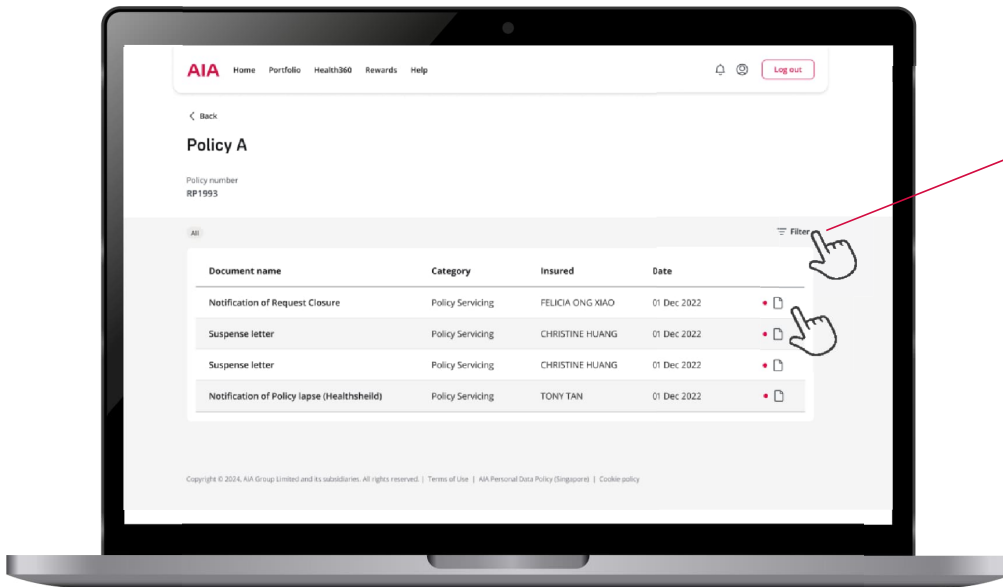 AIA Home Portfolio Health360 Rewards Help Log out
Back
Policy A
Policy number
RP1993
All Filter
Document name Category Insured Date
Notification of Request Closure Policy Servicing FELICIA ONG XIAO 01 Dec 2022
Suspense letter Policy Servicing CHRISTINE HUANG 01 Dec 2022
Suspense letter Policy Servicing CHRISTINE HUANG 01 Dec 2022
Notification of Policy lapse (Healthsheild) Policy Servicing TONY TAN 01 Dec 2022
Copyright © 2024, AIA Group Limited and its subsidiaries. All rights reserved. | Terms of Use | AIA Personal Data Policy (Singapore) | Cookie policy